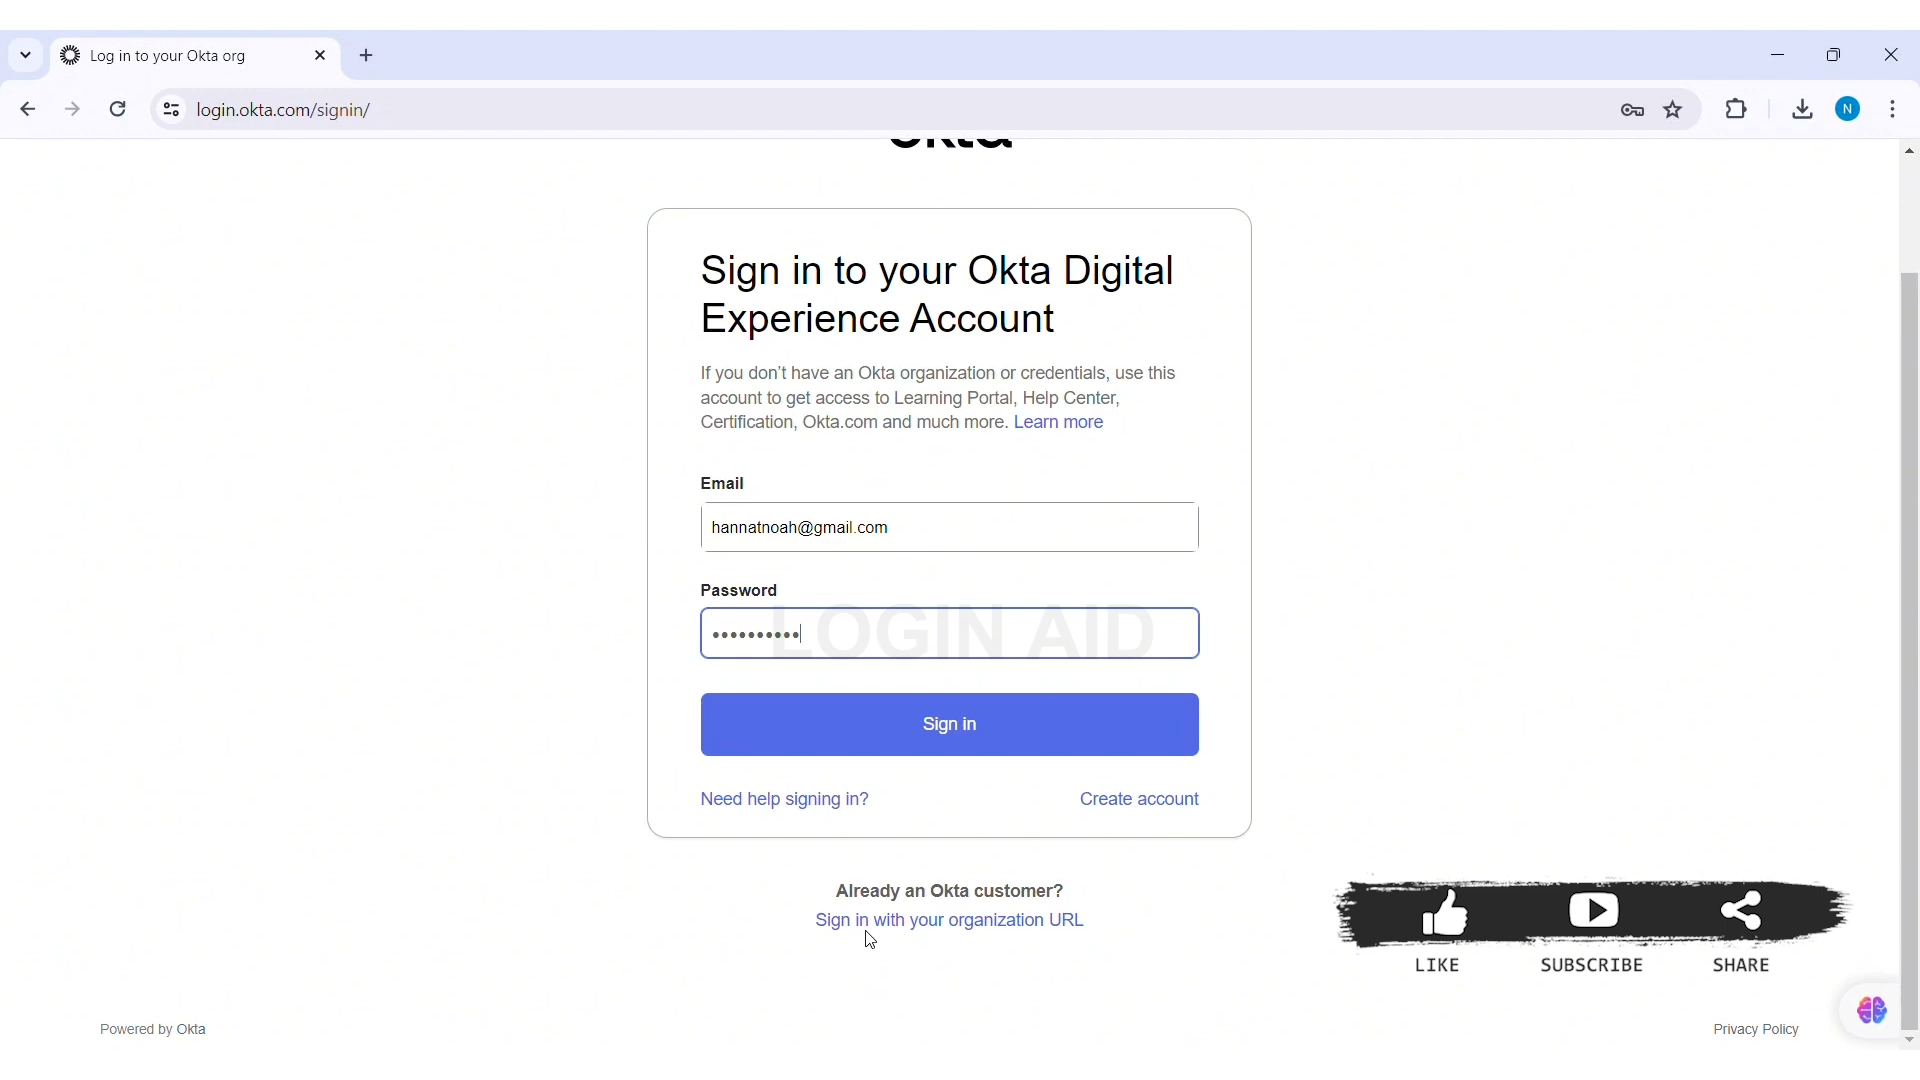 Log in to your Okta org
login.okta.com/signin/
N
okta
Sign in to your Okta Digital
Experience Account
If you don't have an Okta organization or credentials, use this
account to get access to Learning Portal, Help Center,
Certification, Okta.com and much more. Learn more
Email
hannatnoah@gmail.com
Password
••••••••••
LOGIN AID
Sign in
Need help signing in?
Create account
Already an Okta customer?
Sign in with your organization URL
LIKE
SUBSCRIBE
SHARE
Powered by Okta
Privacy Policy